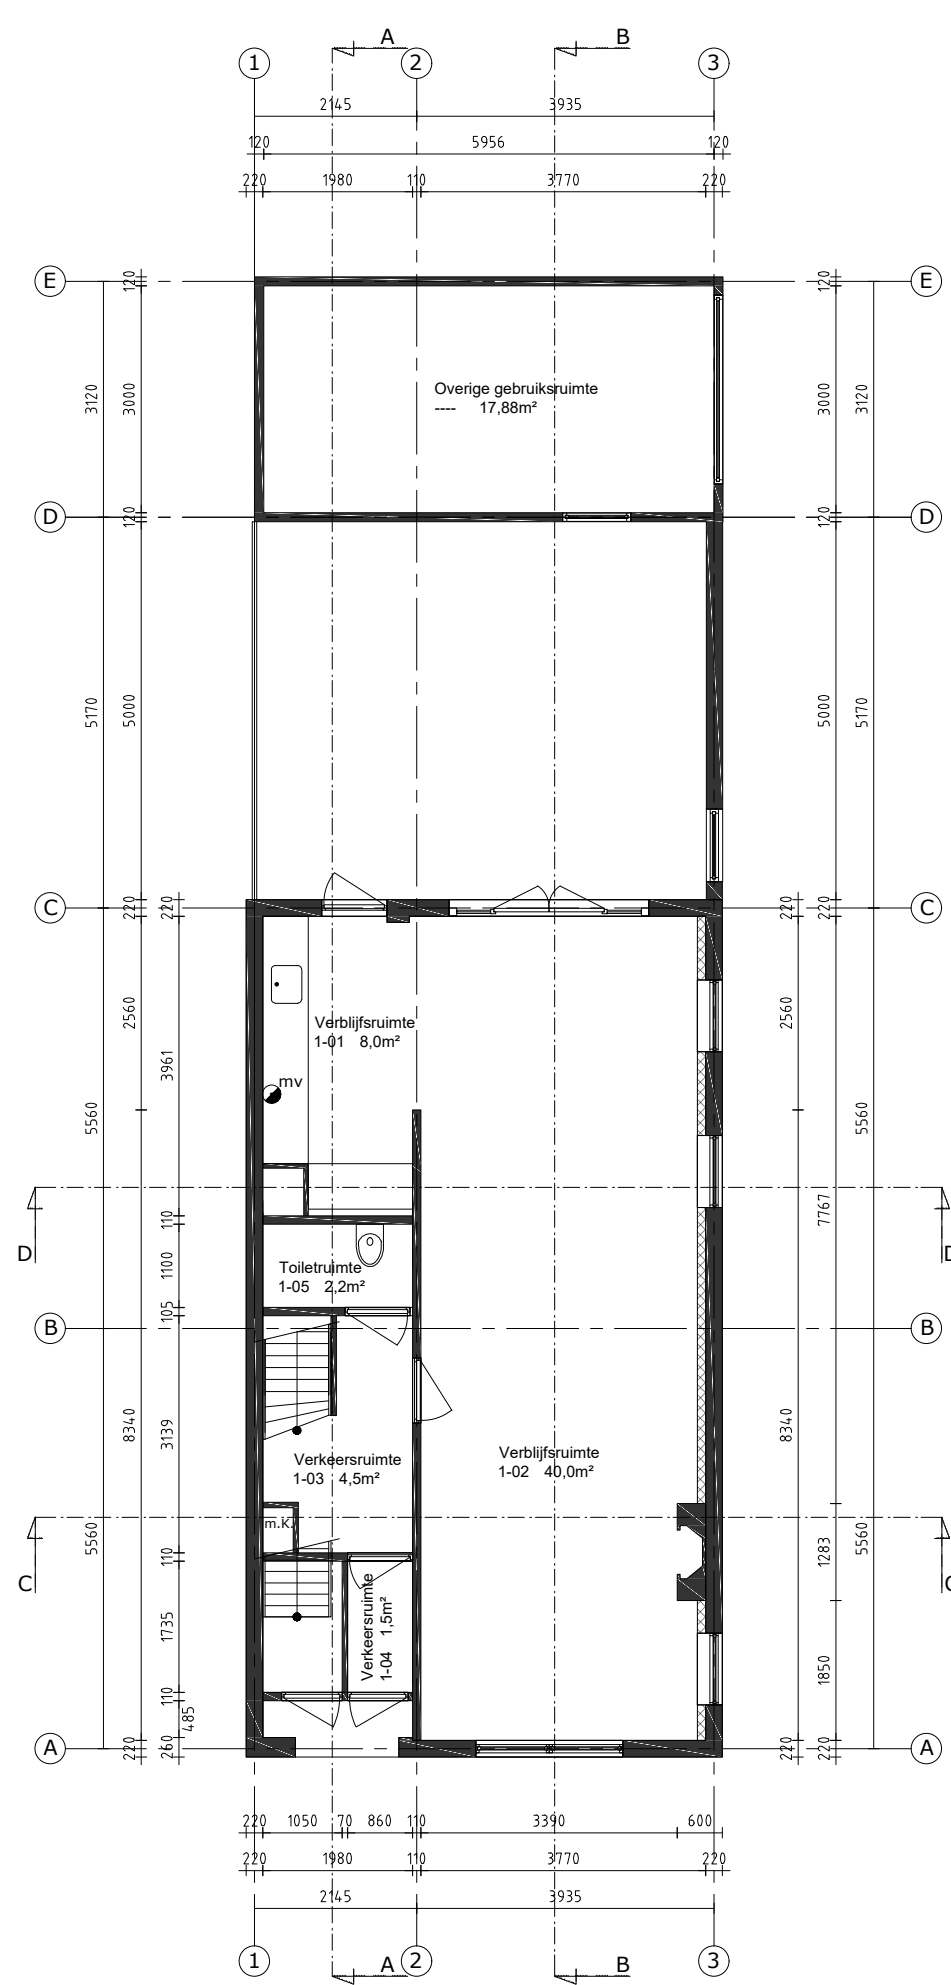 A B
1 2 3
2145 3935
120 5956 120
220 1980 110 3770 220
E 120 120 E
3120 3000 3000 3120
Overige gebruiksruimte
---- 17,88m²
D 120 120 D
5170 5000 5000 5170
C 220 220 220 220 C
2560 2560
Verblijfsruimte
1-01 8,0m²
3961
mv
5560 5560
7767
110
D D
1100
Toiletruimte
1-05 2,2m²
105
B B
8340 3139 8340
Verkeersruimte
1-03 4,5m²
Verblijfsruimte
1-02 40,0m²
m.k.
5560 1283 5560
110
C C
Verkeersruimte
1-04 1,5m²
1735 1850
110
485
A 220 260 220 220 A
220 1050 70 860 110 3390 600
220 1980 110 3770 220
2145 3935
1 2 3
A B